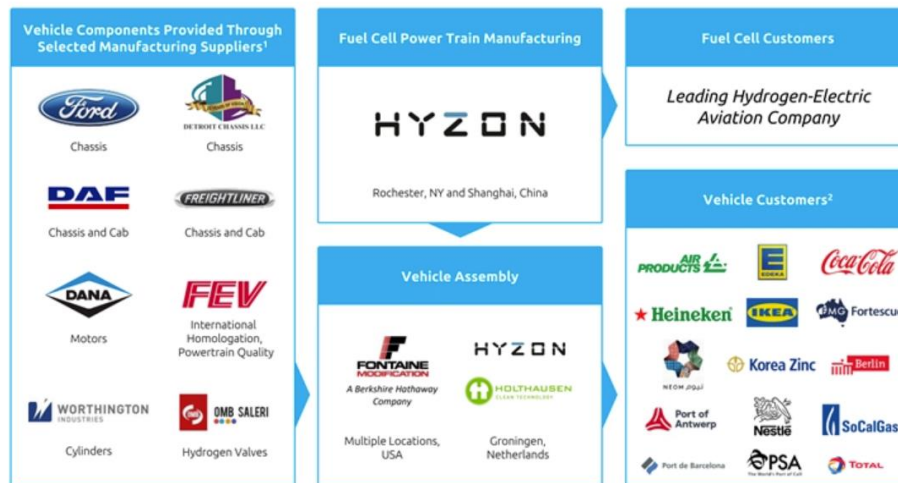 Vehicle Components Provided Through
Selected Manufacturing Suppliers¹
Ford
Chassis
DETROIT CHASSIS LLC
Chassis
DAF
Chassis and Cab
FREIGHTLINER
Chassis and Cab
DANA
Motors
FEV
International
Homologation,
Powertrain Quality
WORTHINGTON
INDUSTRIES
Cylinders
OMB SALERI
Hydrogen Valves
Fuel Cell Power Train Manufacturing
HYZON
Rochester, NY and Shanghai, China
Vehicle Assembly
FONTAINE
MODIFICATION
A Berkshire Hathaway
Company
Multiple Locations,
USA
HYZON
HOLTHAUSEN
CLEAN TECHNOLOGY
Groningen,
Netherlands
Fuel Cell Customers
Leading Hydrogen-Electric
Aviation Company
Vehicle Customers²
AIR
PRODUCTS
E
EDEKA
Coca-Cola
Heineken
IKEA
FMG Fortescue
NEOM نيوم
Korea Zinc
Berlin
Port of
Antwerp
Nestlé
SoCalGas
Port de Barcelona
PSA
The World's Port of Call
TOTAL